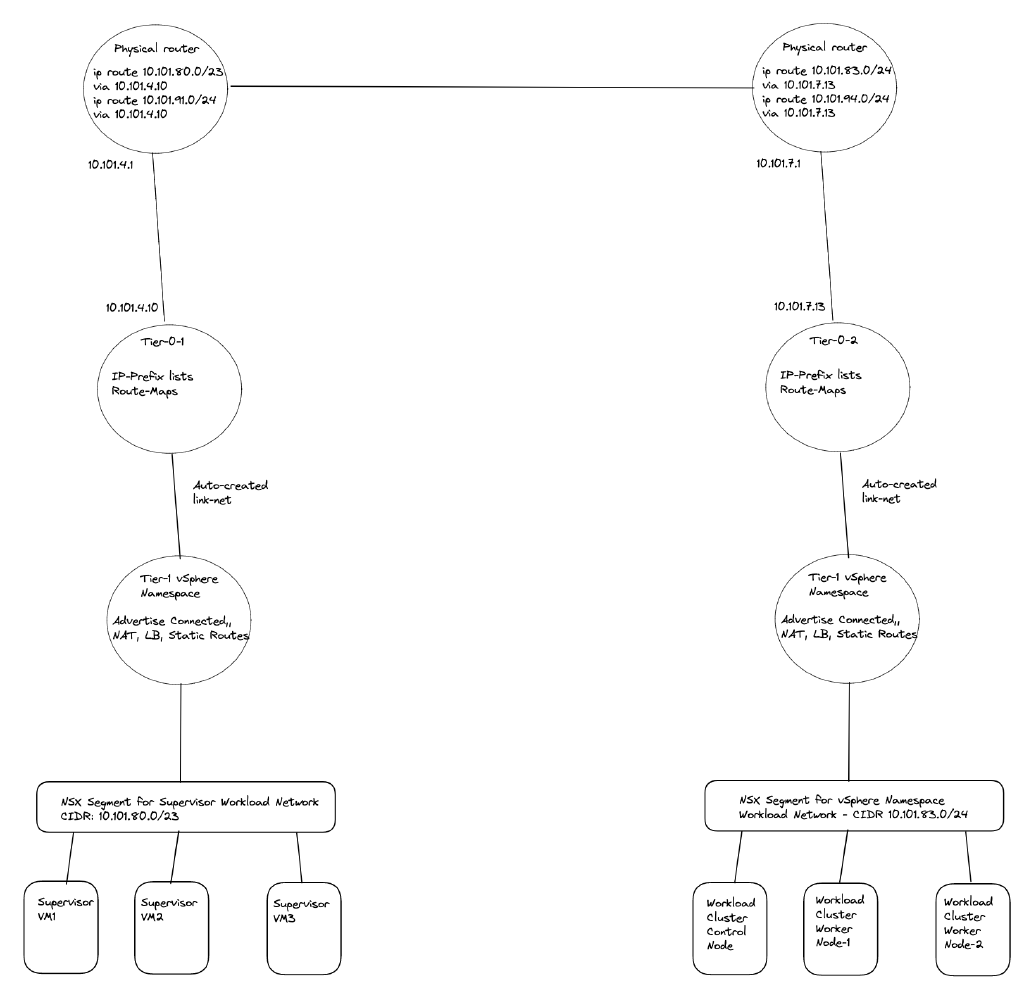 Physical router
ip route 10.101.80.0/23
via 10.101.4.10
ip route 10.101.91.0/24
via 10.101.4.10
10.101.4.1
10.101.4.10
Tier-0-1
IP-Prefix lists
Route-Maps
Auto-created
link-net
Tier-1 vSphere
Namespace
Advertise Connected,,
NAT, LB, Static Routes
NSX Segment for Supervisor Workload Network
CIDR: 10.101.80.0/23
Supervisor
VM1
Supervisor
VM2
Supervisor
VM3
Physical router
ip route 10.101.83.0/24
via 10.101.7.13
ip route 10.101.94.0/24
via 10.101.7.13
10.101.7.1
10.101.7.13
Tier-0-2
IP-Prefix lists
Route-Maps
Auto-created
link-net
Tier-1 vSphere
Namespace
Advertise Connected,,
NAT, LB, Static Routes
NSX Segment for vSphere Namespace
Workload Network - CIDR 10.101.83.0/24
Workload
Cluster
Control
Node
Workload
Cluster
Worker
Node-1
Workload
Cluster
Worker
Node-2